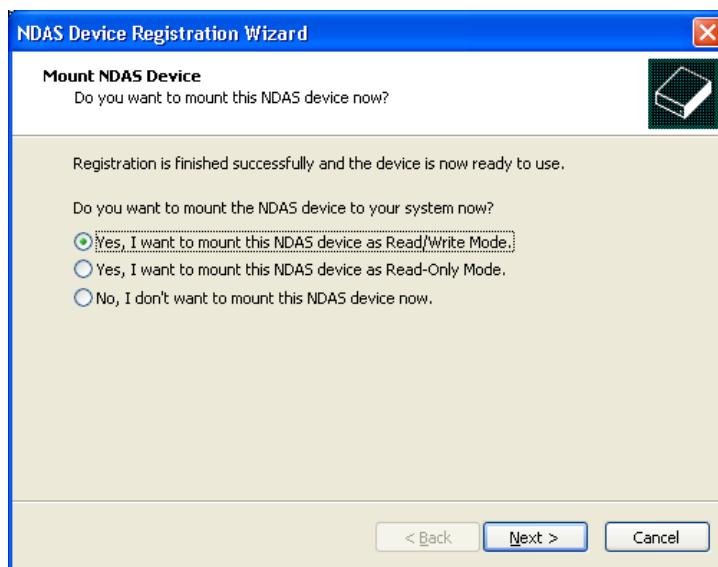 NDAS Device Registration Wizard
Mount NDAS Device
Do you want to mount this NDAS device now?
Registration is finished successfully and the device is now ready to use.
Do you want to mount the NDAS device to your system now?
Yes, I want to mount this NDAS device as Read/Write Mode.
Yes, I want to mount this NDAS device as Read-Only Mode.
No, I don't want to mount this NDAS device now.
< Back Next > Cancel